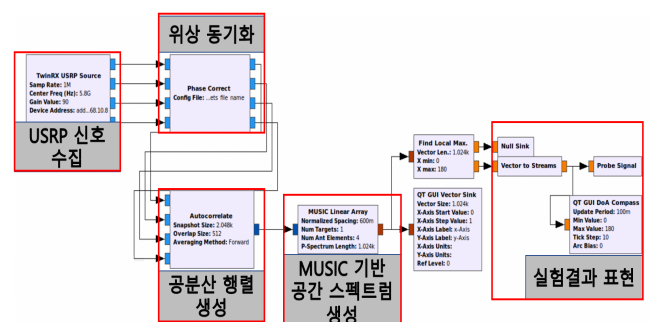 위상 동기화
TwinRX USRP Source
Samp Rate: 1M
Center Freq (Hz): 5.8G
Gain Value: 90
Device Address: add...68.10.8
USRP 신호
수집
Phase Correct
Config File: ...ets_file_name
Find Local Max.
Vector Len.: 1.024k
X min: 0
X max: 180
Null Sink
Vector to Streams
Probe Signal
Autocorrelate
Snapshot Size: 2.048k
Overlap Size: 512
Averaging Method: Forward
공분산 행렬
생성
MUSIC Linear Array
Normalized Spacing: 600m
Num Targets: 1
Num Ant Elements: 4
P-Spectrum Length: 1.024k
MUSIC 기반
공간 스펙트럼
생성
QT GUI Vector Sink
Vector Size: 1.024k
X-Axis Start Value: 0
X-Axis Step Value: 1
X-Axis Label: x-Axis
Y-Axis Label: y-Axis
X-Axis Units:
Y-Axis Units:
Ref Level: 0
QT GUI DoA Compass
Update Period: 100m
Min Value: 0
Max Value: 180
Tick Step: 10
Arc Bias: 0
실험결과 표현